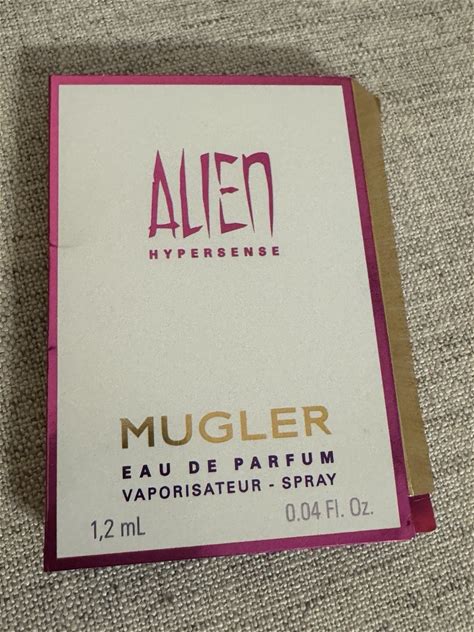 ALIEN
HYPERSENSE
MUGLER
EAU DE PARFUM
VAPORISATEUR - SPRAY
1,2 mL 0.04 Fl. Oz.